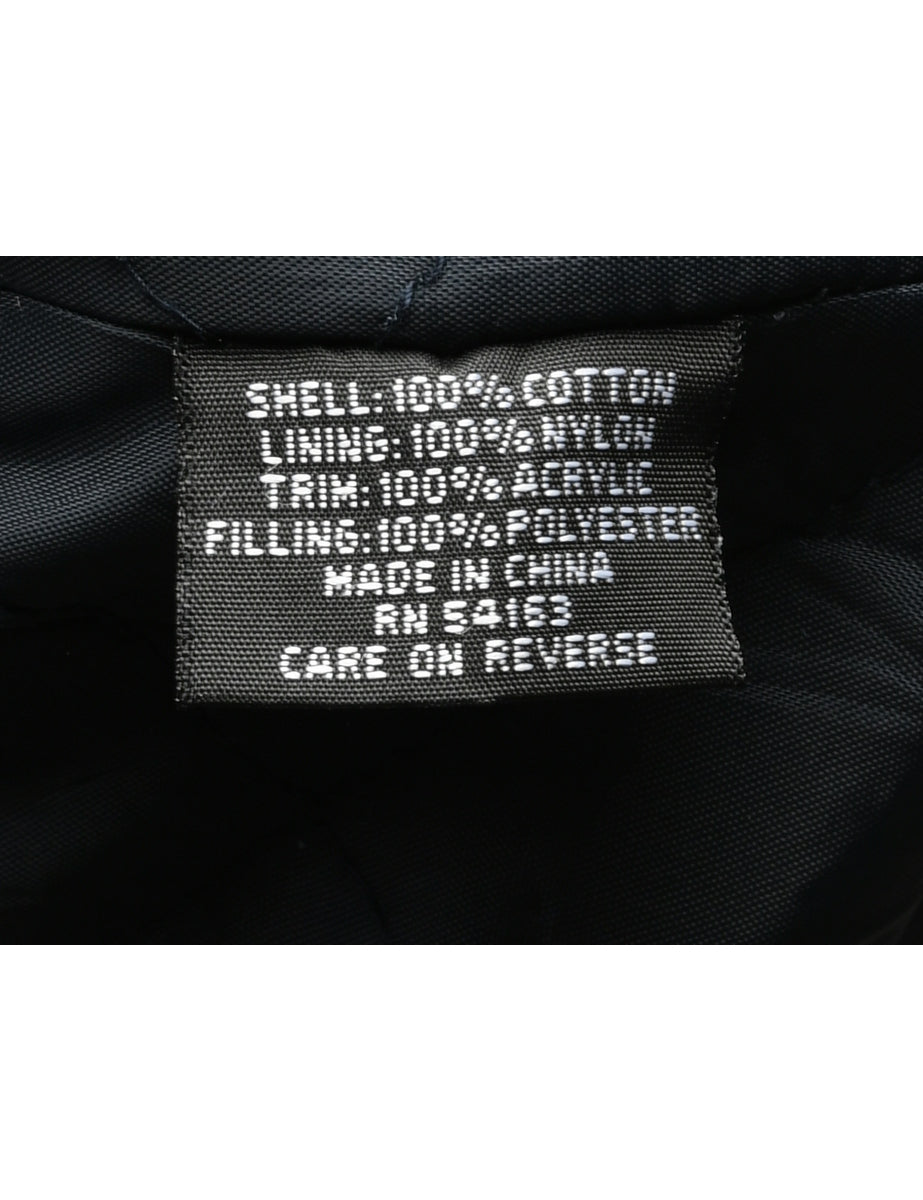 SHELL: 100% COTTON
LINING: 100% NYLON
TRIM: 100% ACRYLIC
FILLING: 100% POLYESTER
MADE IN CHINA
RN 54163
CARE ON REVERSE